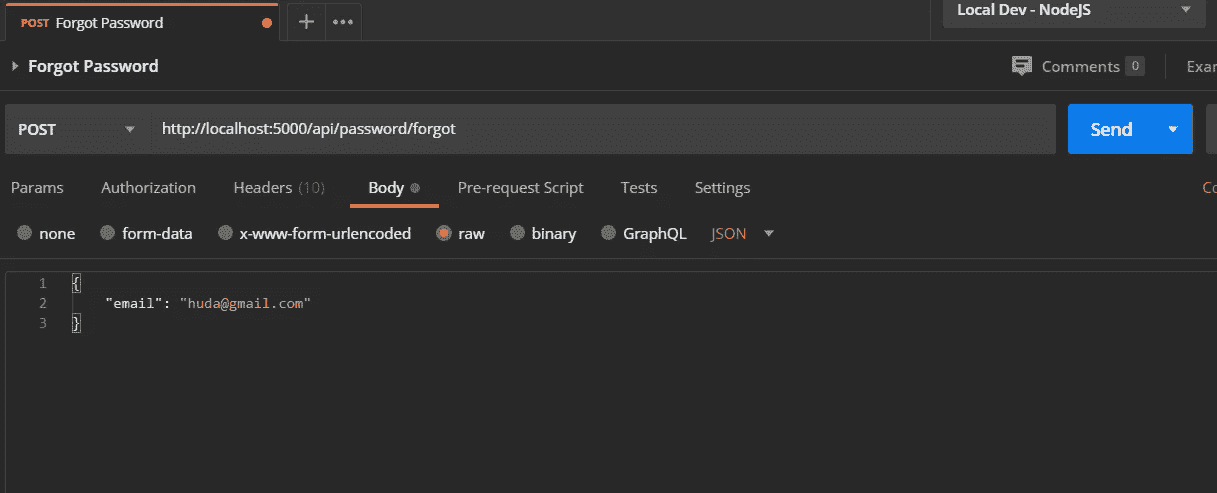 POST Forgot Password
Local Dev - NodeJS
Forgot Password
Comments 0
POST http://localhost:5000/api/password/forgot Send
Params Authorization Headers (10) Body Pre-request Script Tests Settings
none form-data x-www-form-urlencoded raw binary GraphQL JSON
1 {
2 "email": "huda@gmail.com"
3 }